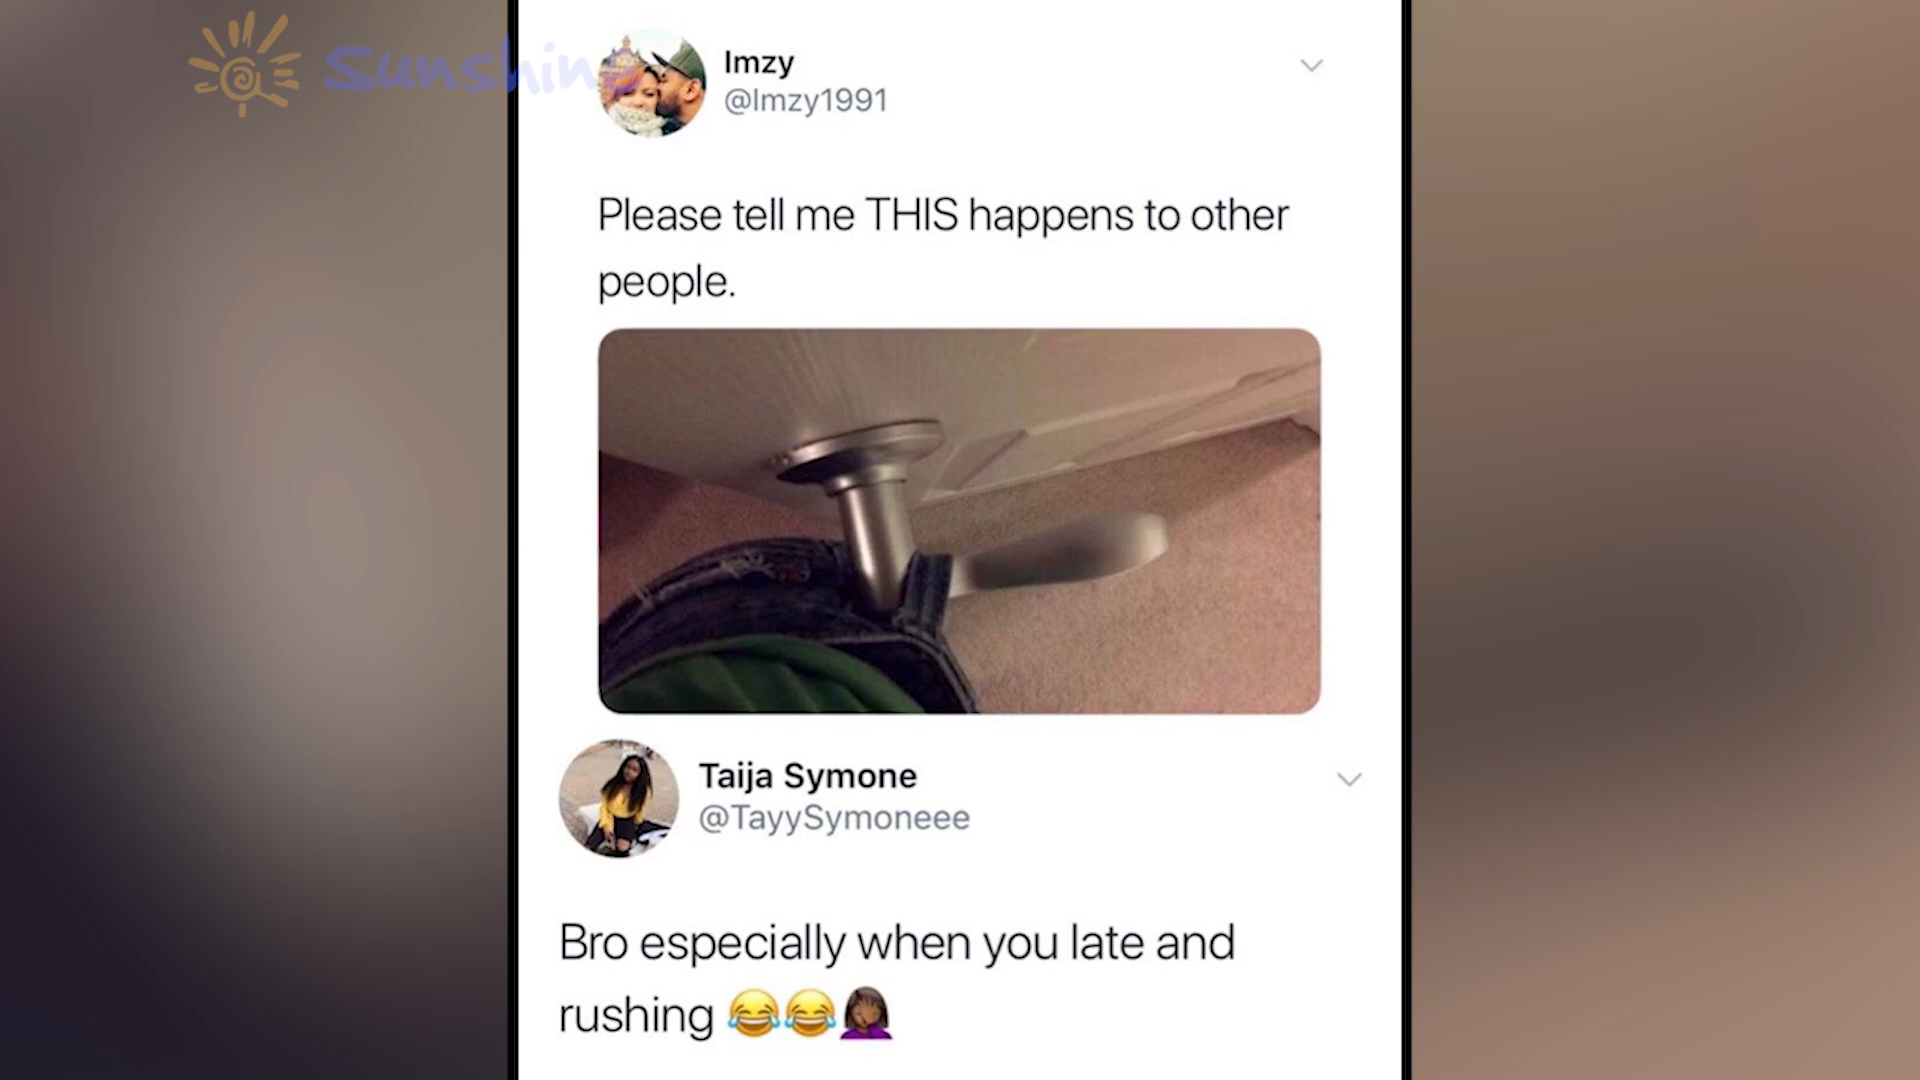 Sunshine
Imzy
@Imzy1991
Please tell me THIS happens to other
people.
Taija Symone
@TayySymoneee
Bro especially when you late and
rushing 😂😂🤦🏾‍♀️